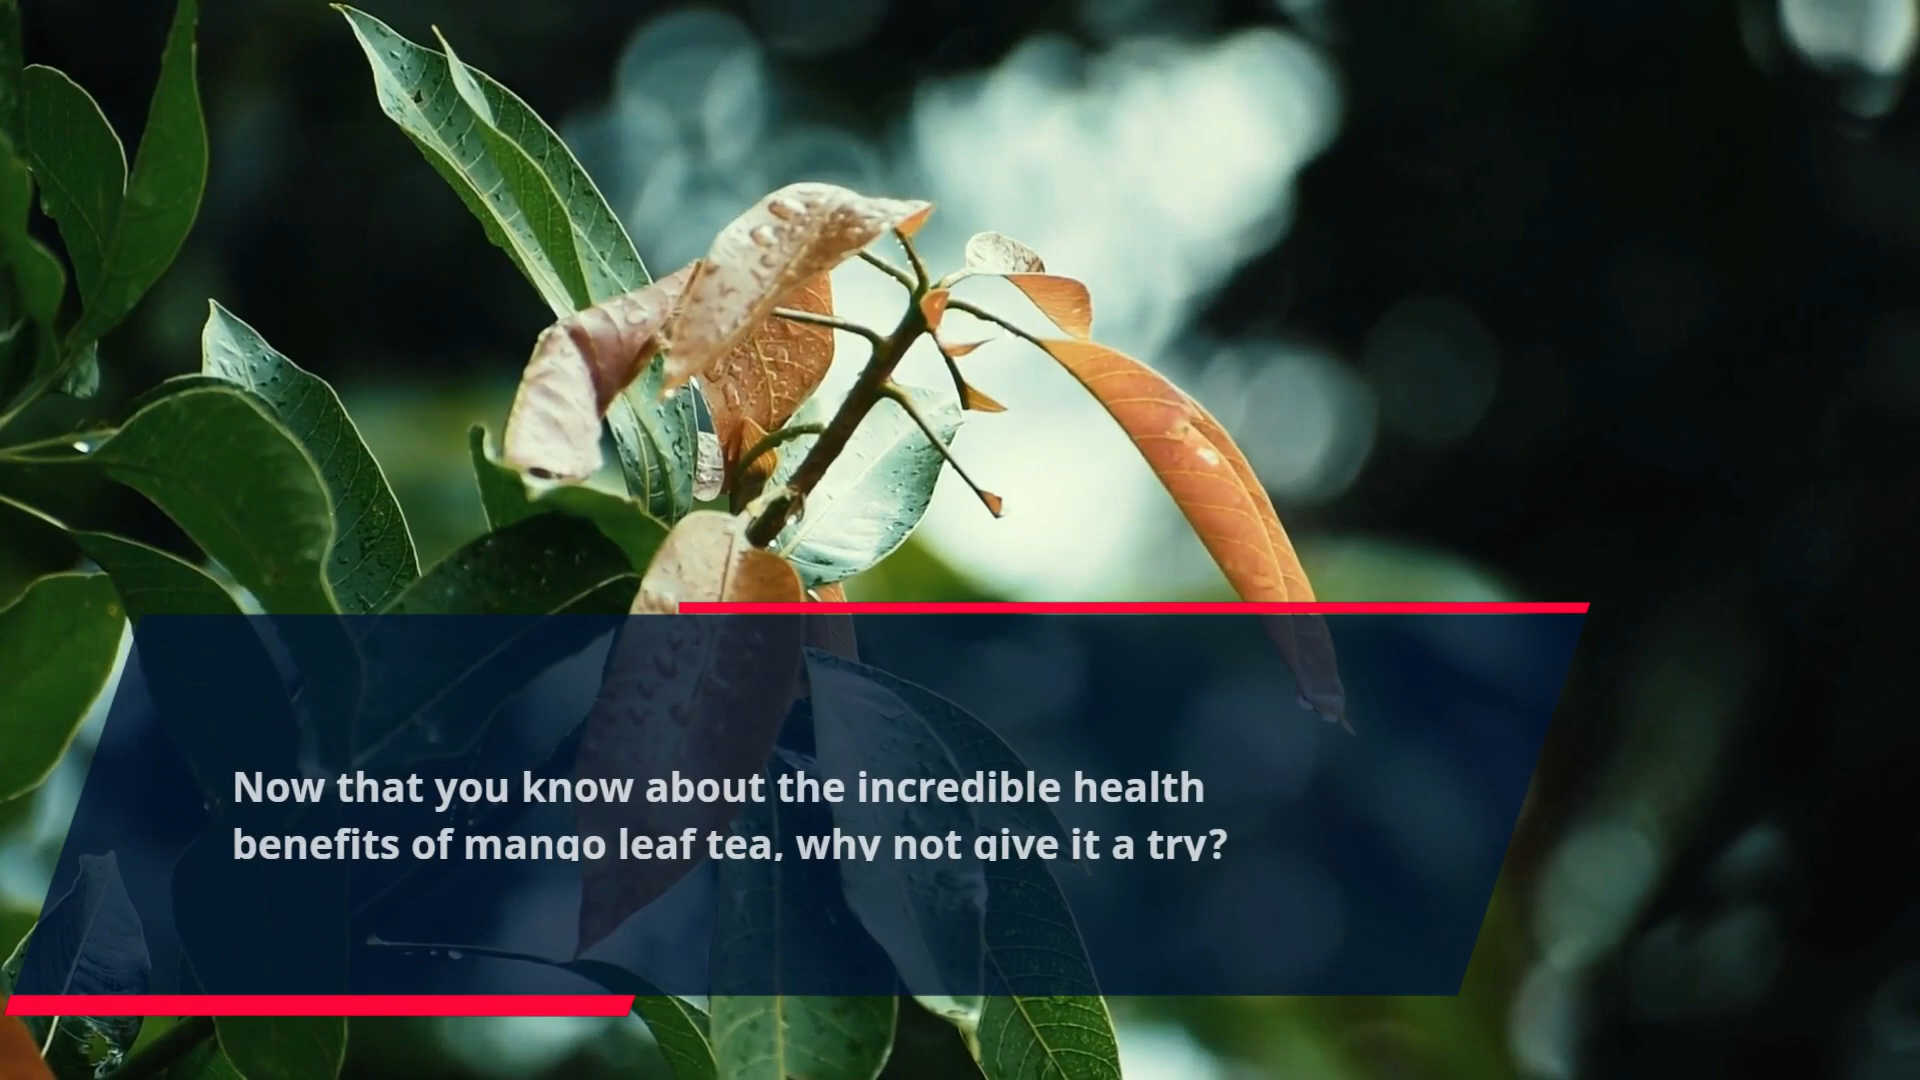 Now that you know about the incredible health
benefits of mango leaf tea, why not give it a try?